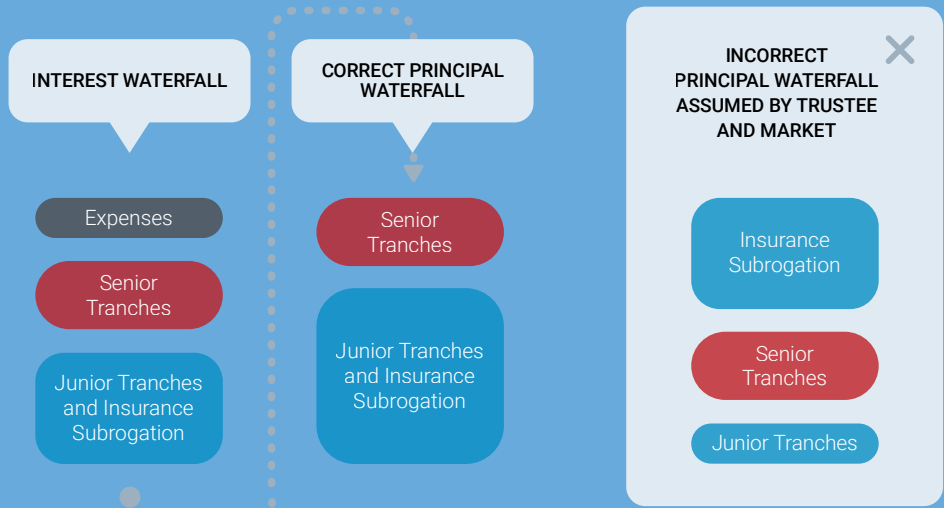 INTEREST WATERFALL
Expenses
Senior
Tranches
Junior Tranches
and Insurance
Subrogation
CORRECT PRINCIPAL
WATERFALL
Senior
Tranches
Junior Tranches
and Insurance
Subrogation
INCORRECT
PRINCIPAL WATERFALL
ASSUMED BY TRUSTEE
AND MARKET
Insurance
Subrogation
Senior
Tranches
Junior Tranches